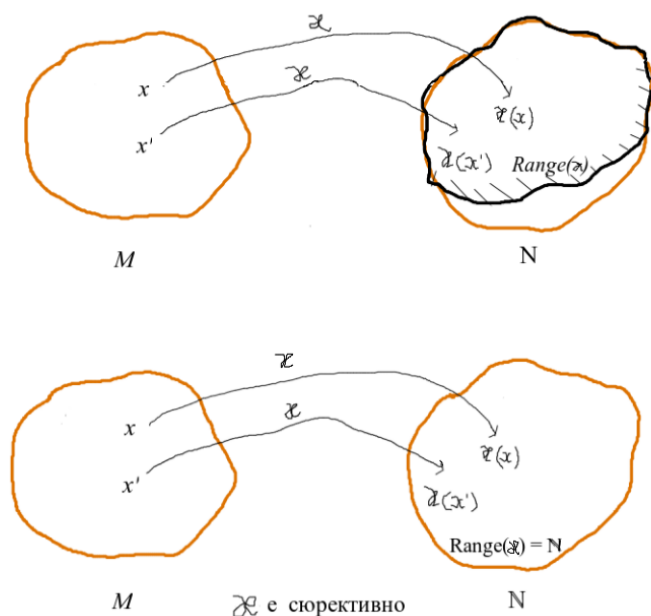 ϰ
ϰ
x
ϰ(x)
x'
ϰ(x')
Range(ϰ)
M
N
ϰ
ϰ
x
ϰ(x)
x'
ϰ(x')
Range(ϰ) = N
M
ϰ е сюрективно
N